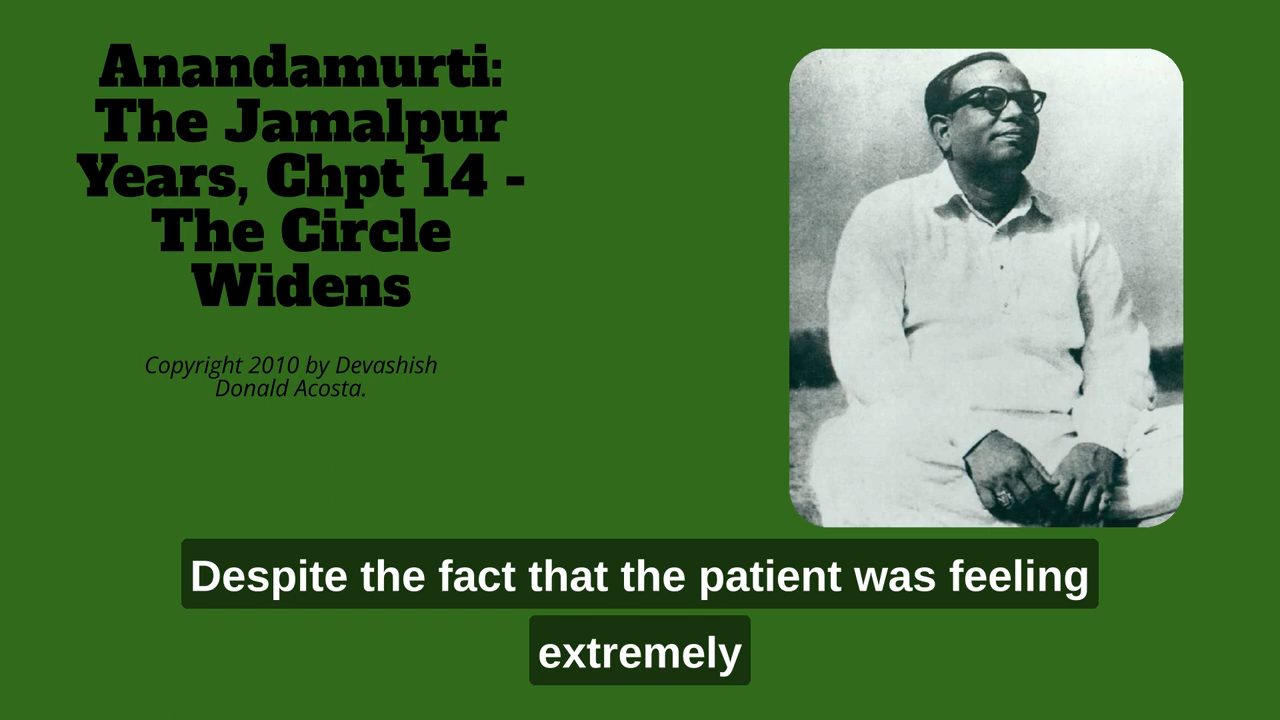 Anandamurti:
The Jamalpur
Years, Chpt 14 -
The Circle
Widens
Copyright 2010 by Devashish
Donald Acosta.
Despite the fact that the patient was feeling
extremely